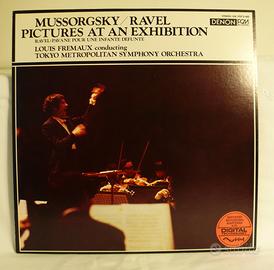 MUSSORGSKY/RAVEL
PICTURES AT AN EXHIBITION
RAVEL: PAVANE POUR UNE INFANTE DEFUNTE
LOUIS FREMAUX conducting
TOKYO METROPOLITAN SYMPHONY ORCHESTRA
DENON PCM
DIGITAL